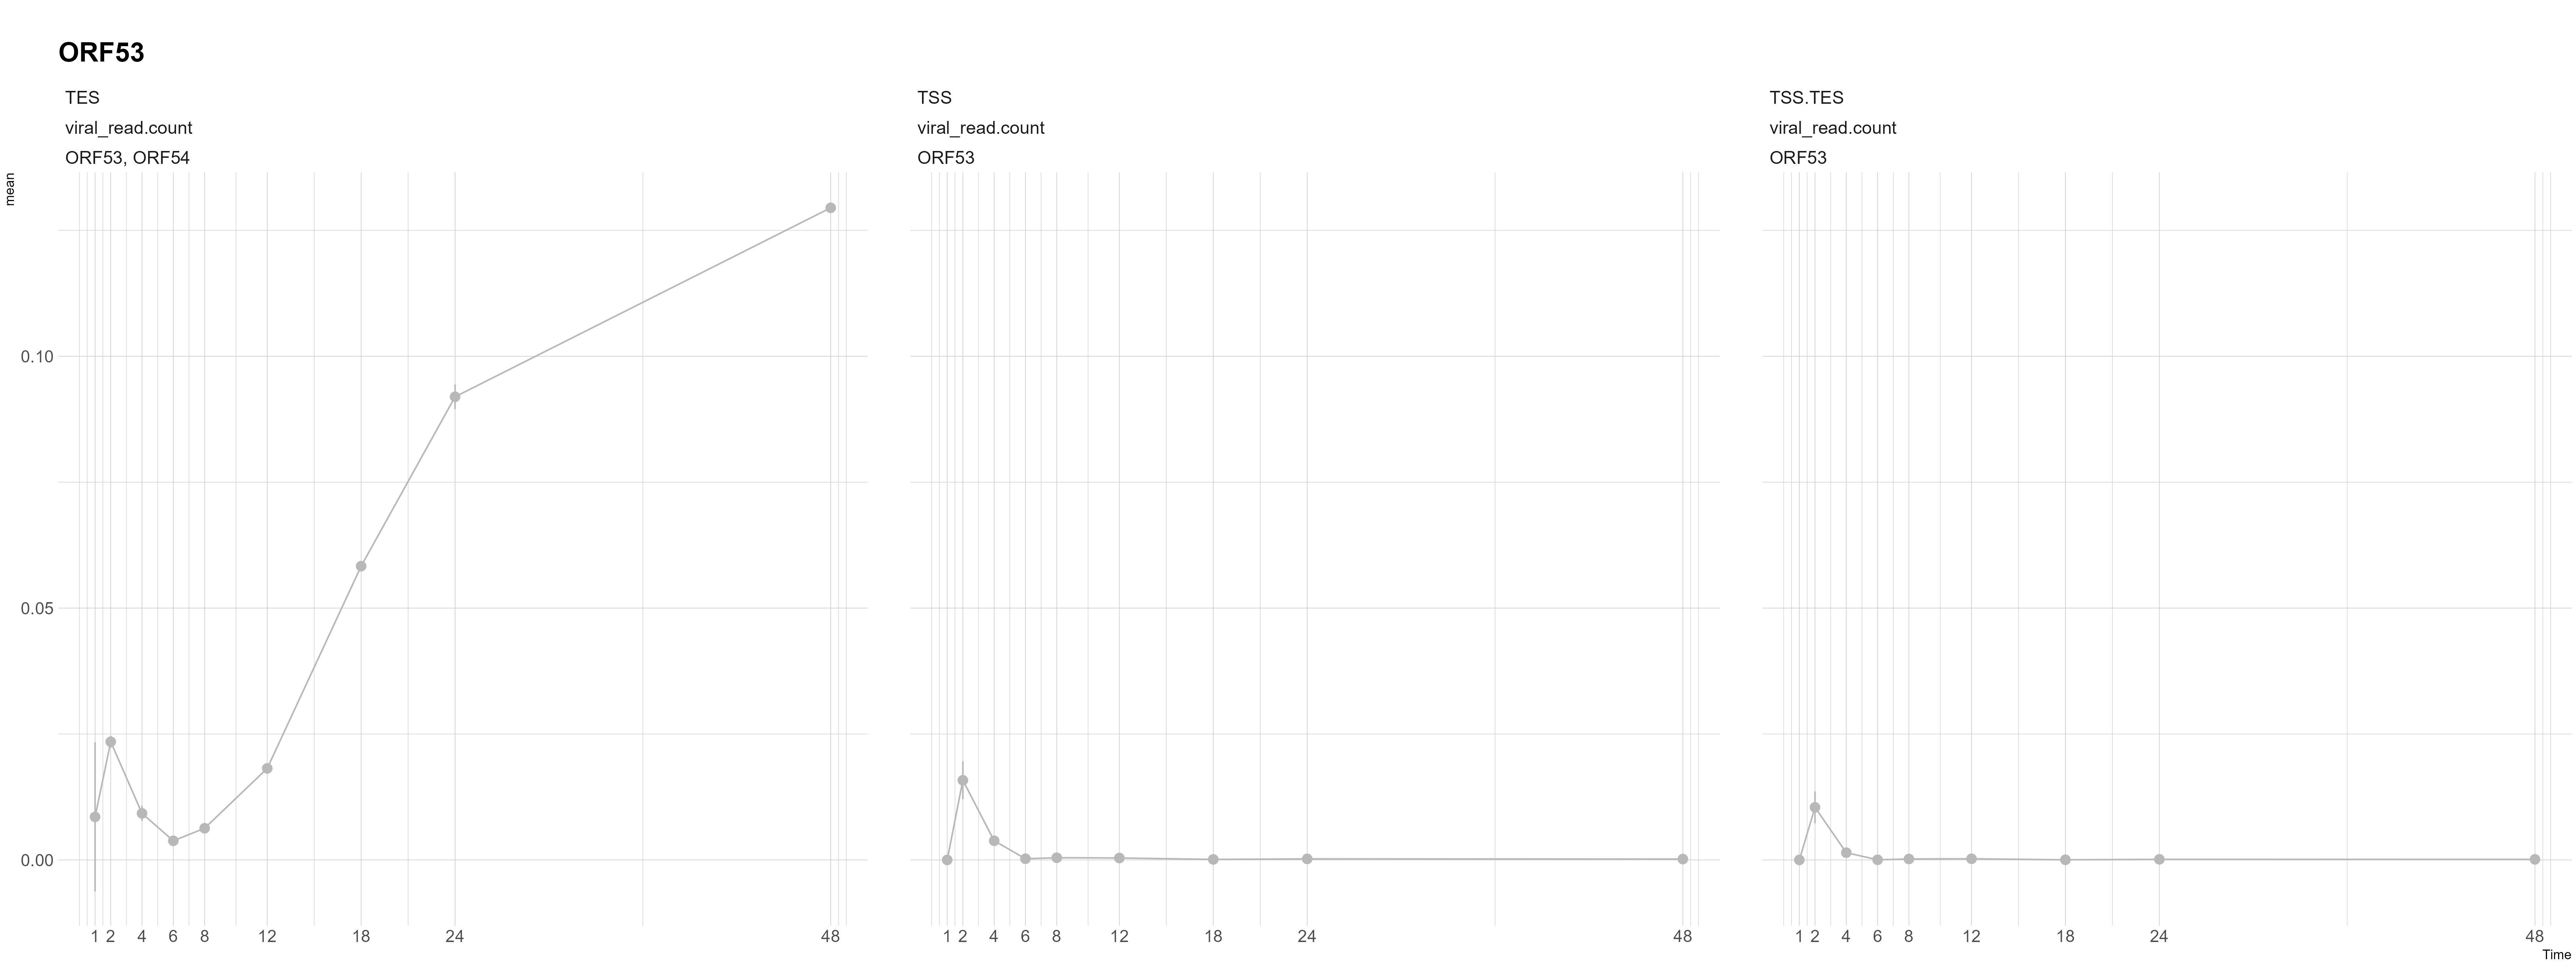 ORF53
TES
viral_read.count
ORF53, ORF54
TSS
viral_read.count
ORF53
TSS.TES
viral_read.count
ORF53
mean
0.10
0.05
0.00
1 2 4 6 8 12 18 24 48
1 2 4 6 8 12 18 24 48
1 2 4 6 8 12 18 24 48
Time